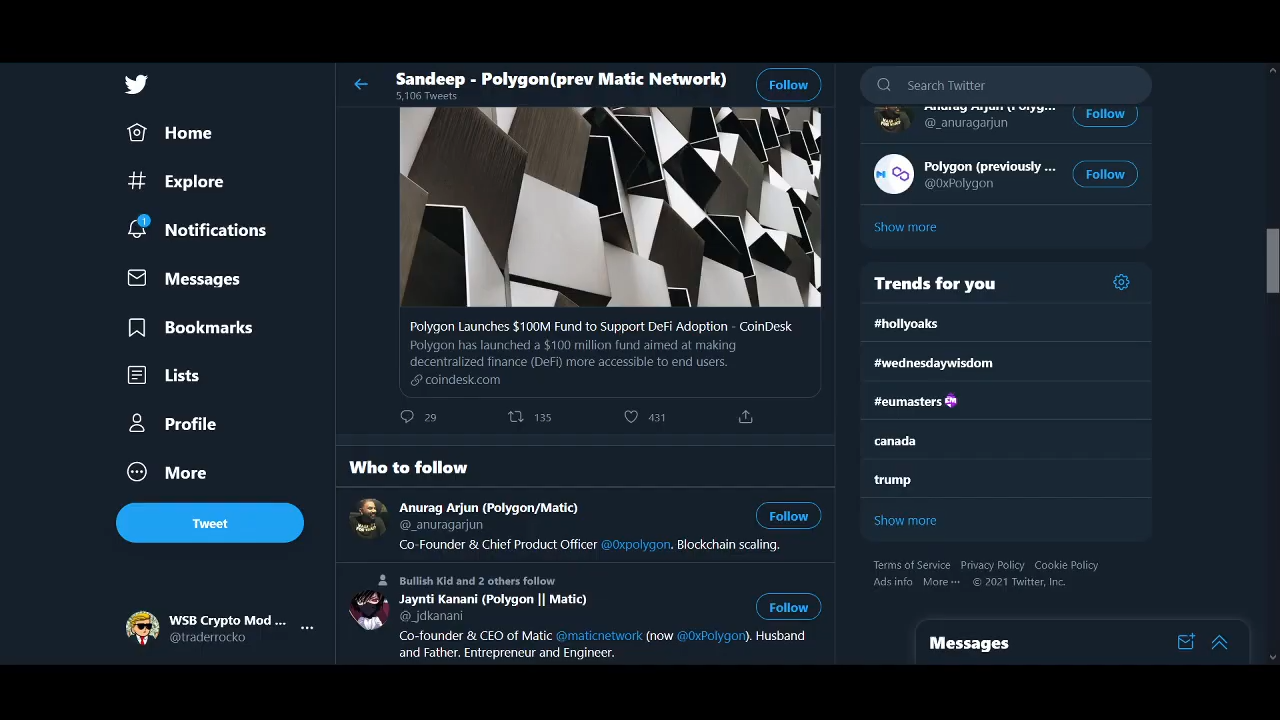 Home
Explore
1
Notifications
Messages
Bookmarks
Lists
Profile
More
Tweet
WSB Crypto Mod ...
@traderrocko
Sandeep - Polygon(prev Matic Network)
5,106 Tweets
Follow
Polygon Launches $100M Fund to Support DeFi Adoption - CoinDesk
Polygon has launched a $100 million fund aimed at making
decentralized finance (DeFi) more accessible to end users.
coindesk.com
29
135
431
Who to follow
Anurag Arjun (Polygon/Matic)
@_anuragarjun
Follow
Co-Founder & Chief Product Officer @0xpolygon. Blockchain scaling.
Bullish Kid and 2 others follow
Jaynti Kanani (Polygon || Matic)
@_jdkanani
Follow
Co-founder & CEO of Matic @maticnetwork (now @0xPolygon). Husband
and Father. Entrepreneur and Engineer.
Search Twitter
Anurag Arjun (Polyg...
@_anuragarjun
Follow
Polygon (previously ...
@0xPolygon
Follow
Show more
Trends for you
#hollyoaks
#wednesdaywisdom
#eumasters
canada
trump
Show more
Terms of Service Privacy Policy Cookie Policy
Ads info More ··· © 2021 Twitter, Inc.
Messages